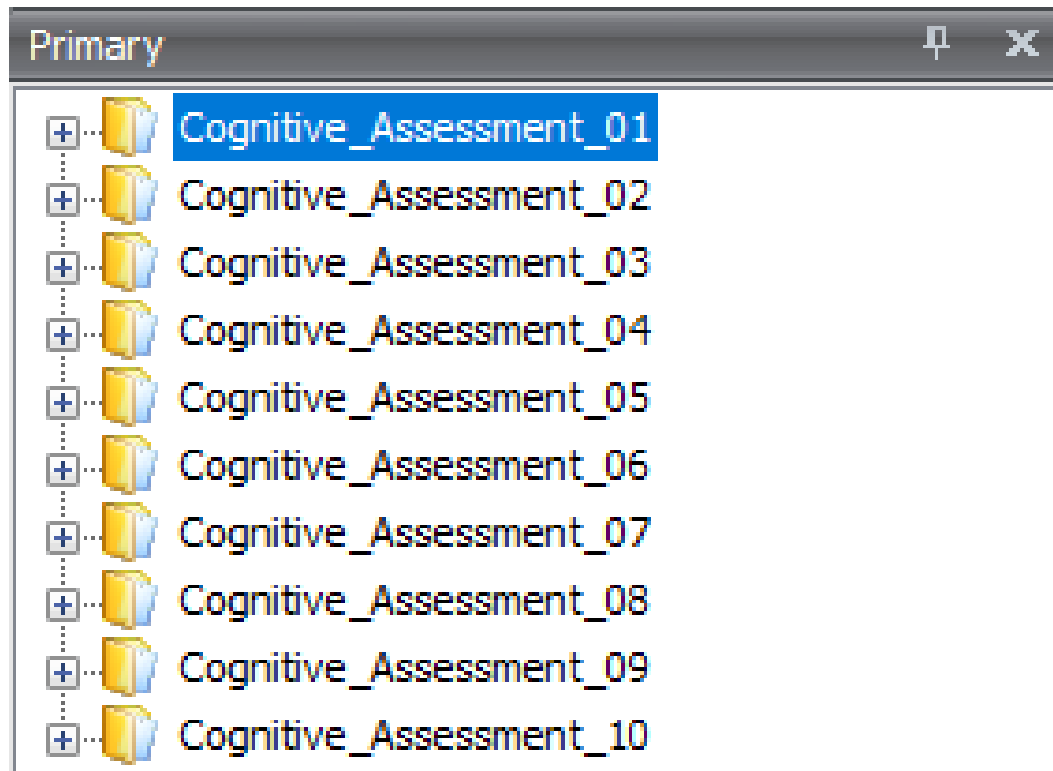 Primary
Cognitive_Assessment_01
Cognitive_Assessment_02
Cognitive_Assessment_03
Cognitive_Assessment_04
Cognitive_Assessment_05
Cognitive_Assessment_06
Cognitive_Assessment_07
Cognitive_Assessment_08
Cognitive_Assessment_09
Cognitive_Assessment_10